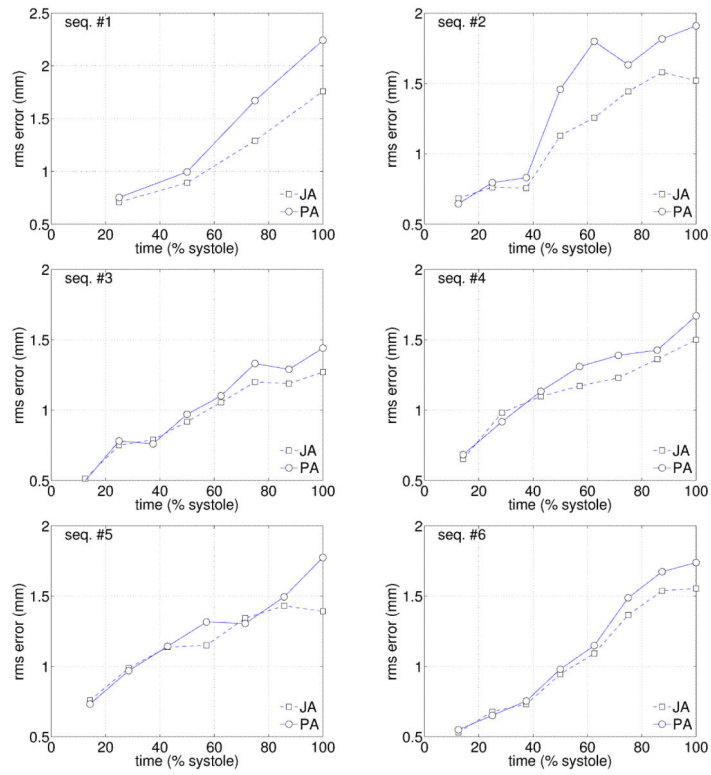 seq. #1
2.5
2
1.5
1
0.5
rms error (mm)
JA
PA
0 20 40 60 80 100
time (% systole)
seq. #2
2
1.5
1
0.5
rms error (mm)
JA
PA
0 20 40 60 80 100
time (% systole)
seq. #3
2
1.5
1
0.5
rms error (mm)
JA
PA
0 20 40 60 80 100
time (% systole)
seq. #4
2
1.5
1
0.5
rms error (mm)
JA
PA
0 20 40 60 80 100
time (% systole)
seq. #5
2
1.5
1
0.5
rms error (mm)
JA
PA
0 20 40 60 80 100
time (% systole)
seq. #6
2
1.5
1
0.5
rms error (mm)
JA
PA
0 20 40 60 80 100
time (% systole)